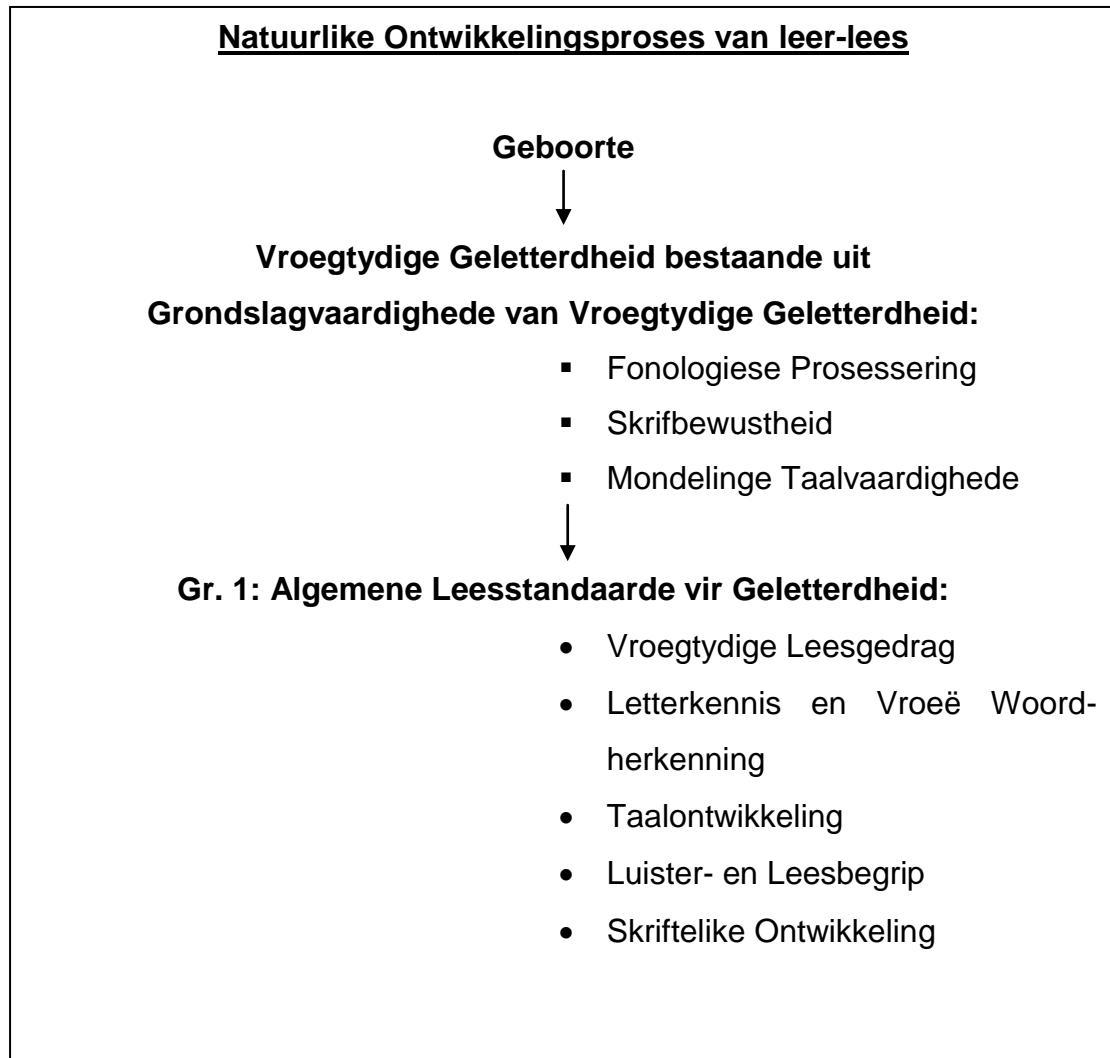 Natuurlike Ontwikkelingsproses van leer-lees
Geboorte
Vroegtydige Geletterdheid bestaande uit
Grondslagvaardighede van Vroegtydige Geletterdheid:
▪ Fonologiese Prosessering
▪ Skrifbewustheid
▪ Mondelinge Taalvaardighede
Gr. 1: Algemene Leesstandaarde vir Geletterdheid:
• Vroegtydige Leesgedrag
• Letterkennis en Vroeë Woord-
herkenning
• Taalontwikkeling
• Luister- en Leesbegrip
• Skriftelike Ontwikkeling